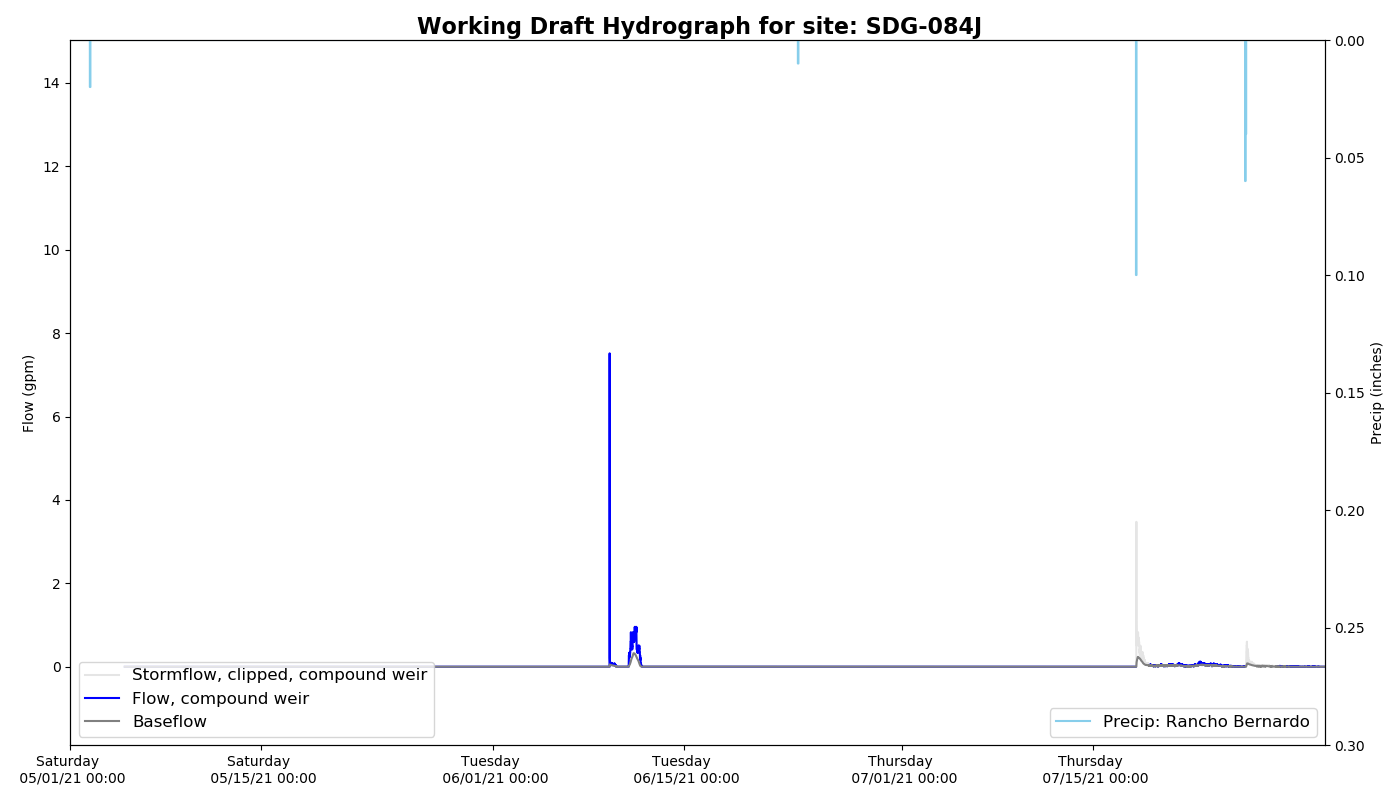 Working Draft Hydrograph for site: SDG-084J
14
12
10
8
6
4
2
0
Flow (gpm)
0.00
0.05
0.10
0.15
0.20
0.25
0.30
Precip (inches)
Stormflow, clipped, compound weir
Flow, compound weir
Baseflow
Precip: Rancho Bernardo
Saturday
05/01/21 00:00
Saturday
05/15/21 00:00
Tuesday
06/01/21 00:00
Tuesday
06/15/21 00:00
Thursday
07/01/21 00:00
Thursday
07/15/21 00:00